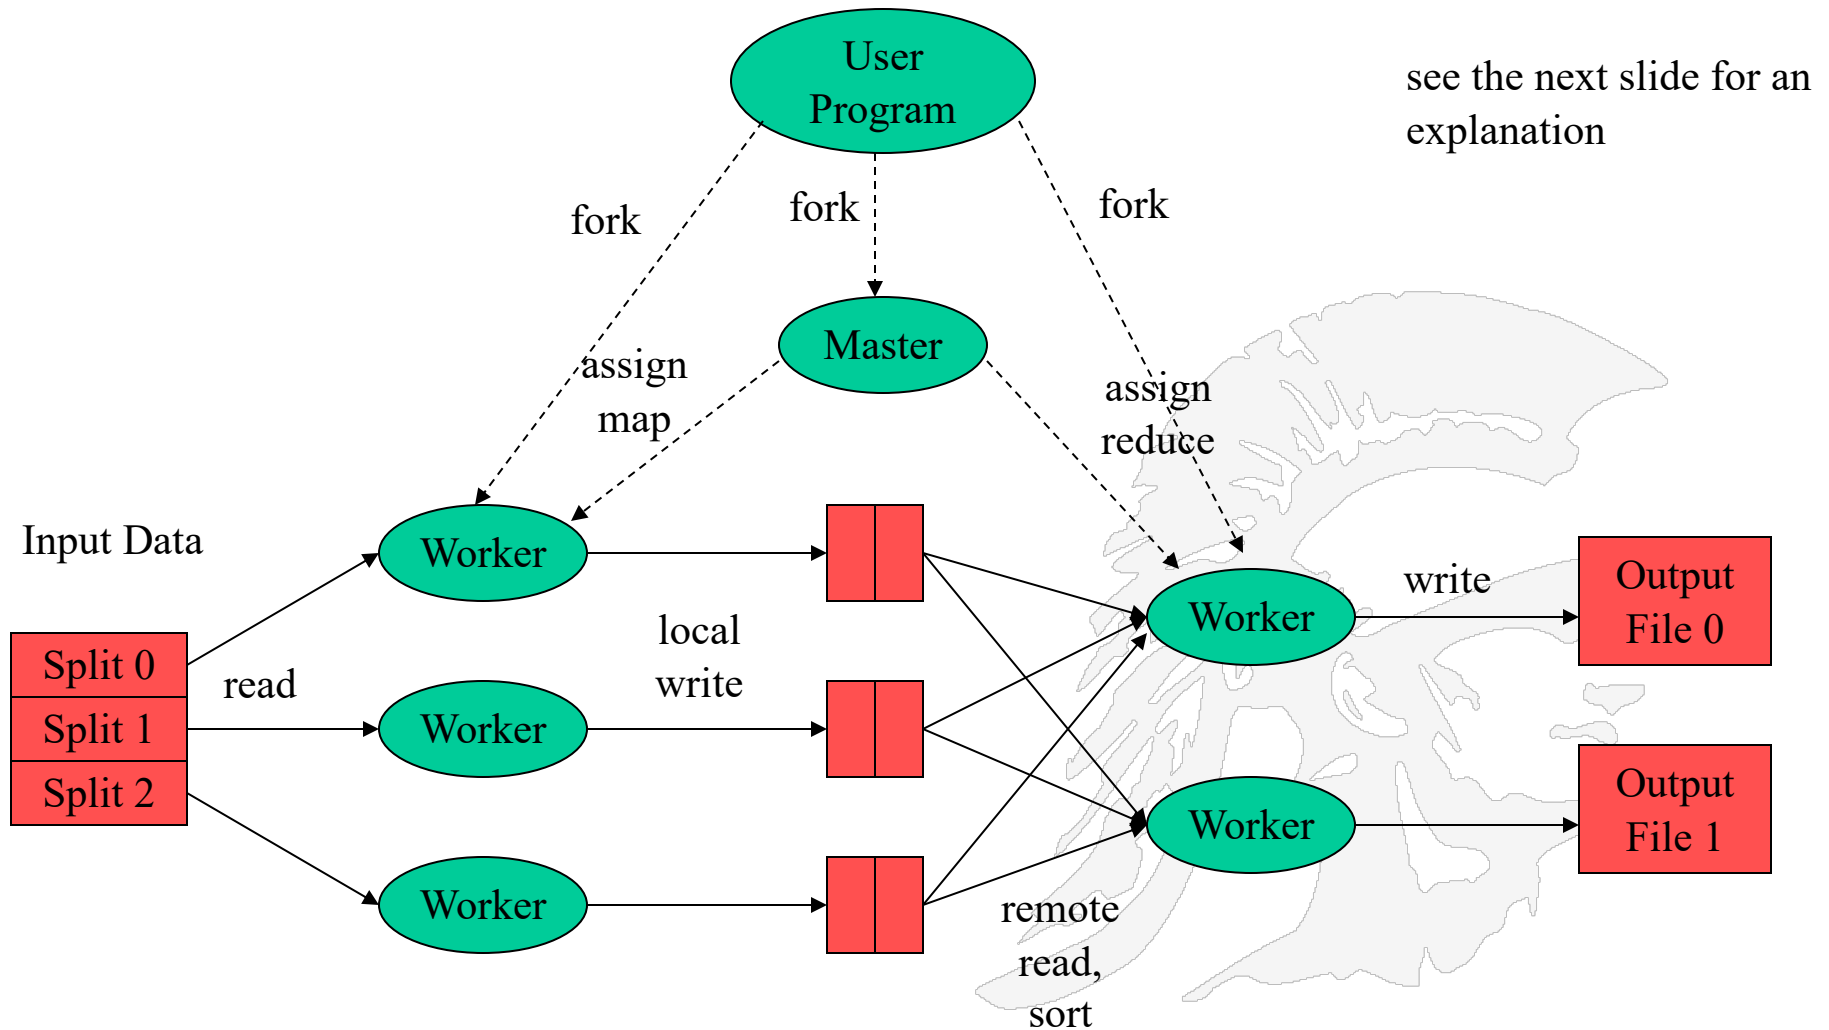 User
Program
see the next slide for an
explanation
fork
fork
fork
Master
assign
map
assign
reduce
Input Data
Worker
Worker
write
Output
File 0
Split 0
Split 1
Split 2
read
local
write
Worker
Worker
Output
File 1
Worker
remote
read,
sort